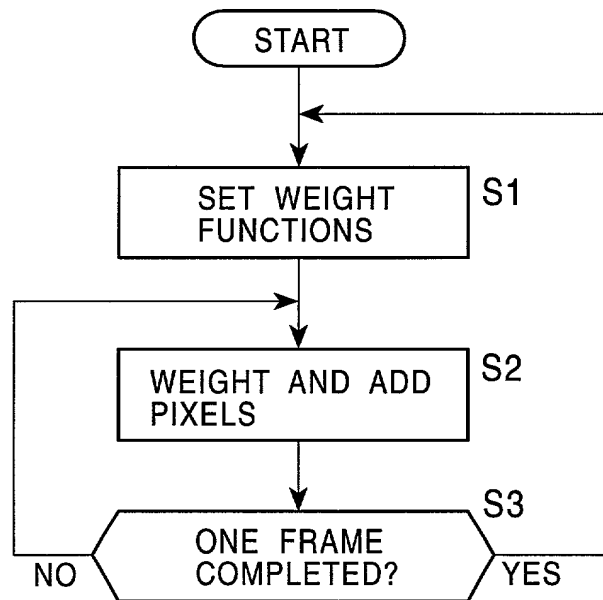 START
SET WEIGHT
FUNCTIONS
S1
WEIGHT AND ADD
PIXELS
S2
S3
ONE FRAME
COMPLETED?
NO
YES